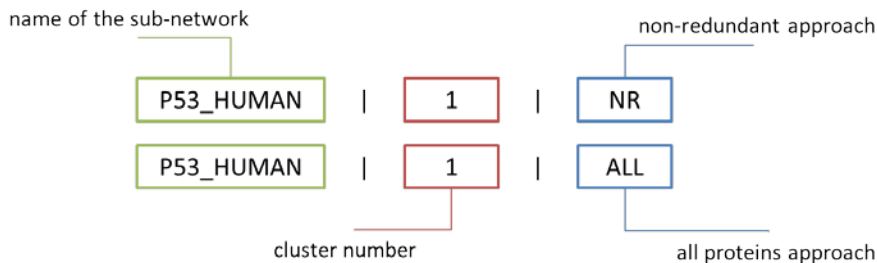 name of the sub-network
non-redundant approach
P53_HUMAN | 1 | NR
P53_HUMAN | 1 | ALL
cluster number
all proteins approach